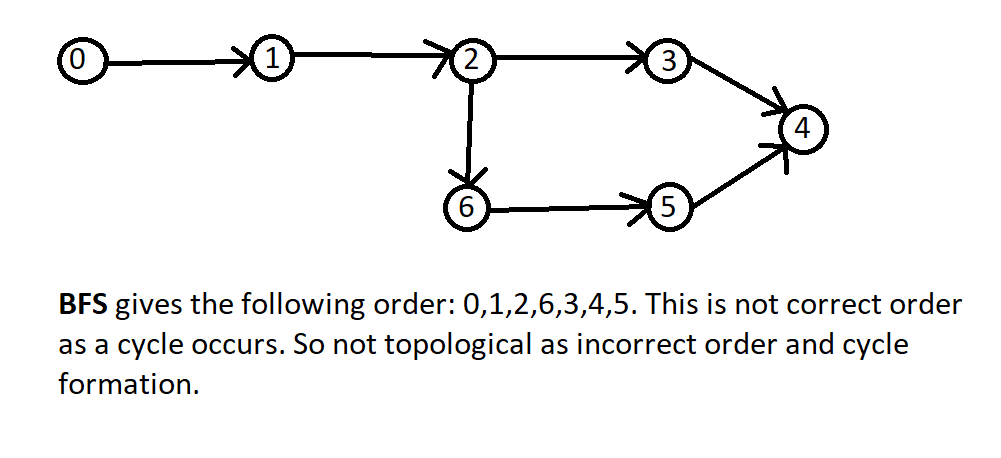 0
1
2
3
4
6
5
BFS gives the following order: 0,1,2,6,3,4,5. This is not correct order
as a cycle occurs. So not topological as incorrect order and cycle
formation.